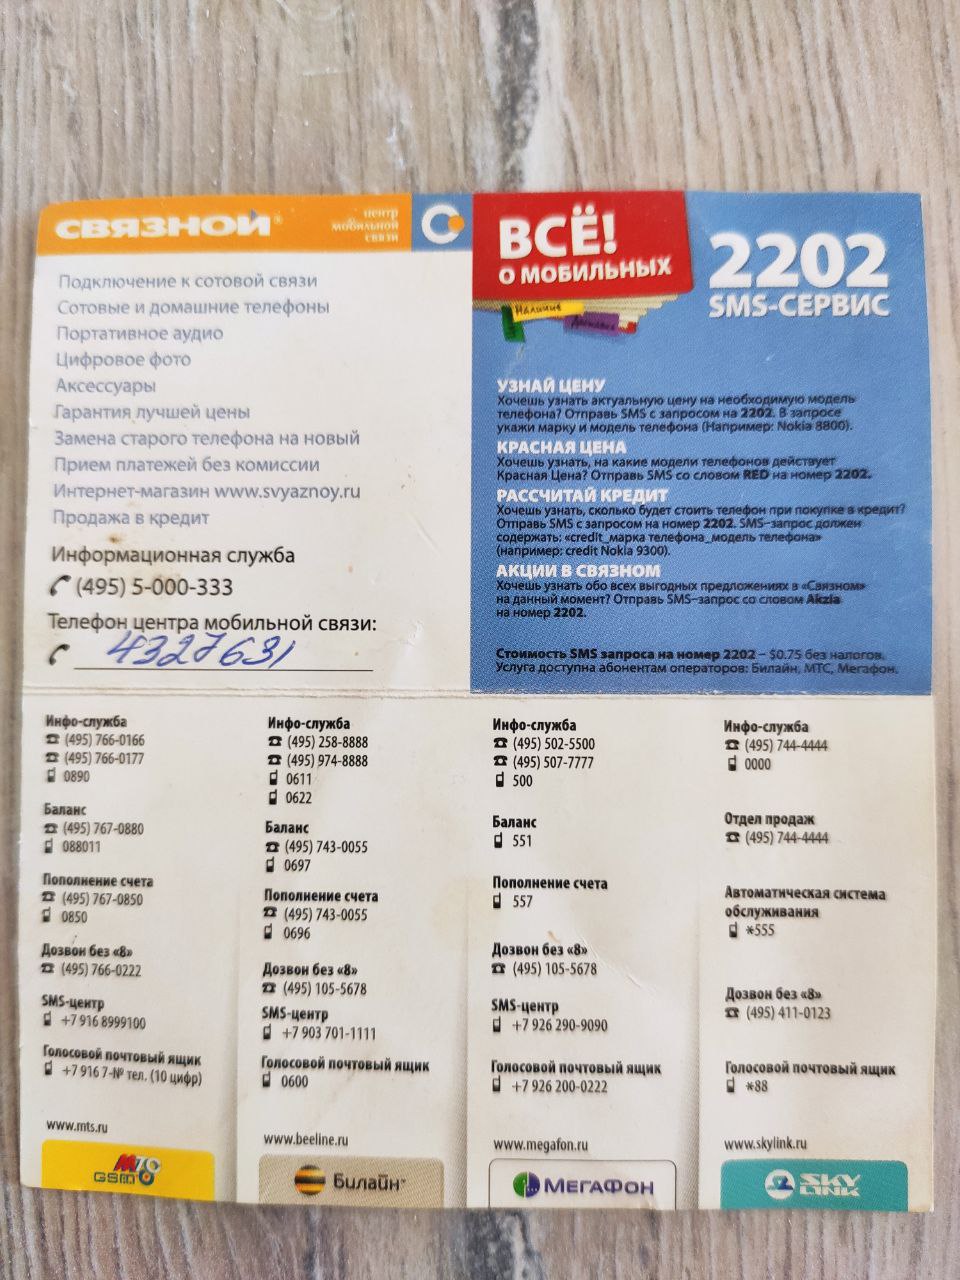 СВЯЗНОЙ®
центр
мобильной
связи
Подключение к сотовой связи
Сотовые и домашние телефоны
Портативное аудио
Цифровое фото
Аксессуары
Гарантия лучшей цены
Замена старого телефона на новый
Прием платежей без комиссии
Интернет-магазин www.svyaznoy.ru
Продажа в кредит
Информационная служба
(495) 5-000-333
Телефон центра мобильной связи:
4327631
ВСЁ!
О МОБИЛЬНЫХ
Наличие
Доставка
2202
SMS-СЕРВИС
УЗНАЙ ЦЕНУ
Хочешь узнать актуальную цену на необходимую модель
телефона? Отправь SMS с запросом на 2202. В запросе
укажи марку и модель телефона (Например: Nokia 8800).
КРАСНАЯ ЦЕНА
Хочешь узнать, на какие модели телефонов действует
Красная Цена? Отправь SMS со словом RED на номер 2202.
РАССЧИТАЙ КРЕДИТ
Хочешь узнать, сколько будет стоить телефон при покупке в кредит?
Отправь SMS с запросом на номер 2202. SMS-запрос должен
содержать: «credit_марка телефона_модель телефона»
(например: credit Nokia 9300).
АКЦИИ В СВЯЗНОМ
Хочешь узнать обо всех выгодных предложениях в «Связном»
на данный момент? Отправь SMS-запрос со словом Akzia
на номер 2202.
Стоимость SMS запроса на номер 2202 – $0.75 без налогов.
Услуга доступна абонентам операторов: Билайн, МТС, Мегафон.
Инфо-служба
(495) 766-0166
(495) 766-0177
0890
Баланс
(495) 767-0880
088011
Пополнение счета
(495) 767-0850
0850
Дозвон без «8»
(495) 766-0222
SMS-центр
+7 916 8999100
Голосовой почтовый ящик
+7 916 7-№ тел. (10 цифр)
www.mts.ru
МТС
GSM
Инфо-служба
(495) 258-8888
(495) 974-8888
0611
0622
Баланс
(495) 743-0055
0697
Пополнение счета
(495) 743-0055
0696
Дозвон без «8»
(495) 105-5678
SMS-центр
+7 903 701-1111
Голосовой почтовый ящик
0600
www.beeline.ru
Билайн™
Инфо-служба
(495) 502-5500
(495) 507-7777
500
Баланс
551
Пополнение счета
557
Дозвон без «8»
(495) 105-5678
SMS-центр
+7 926 290-9090
Голосовой почтовый ящик
+7 926 200-0222
www.megafon.ru
МЕГАФОН
Инфо-служба
(495) 744-4444
0000
Отдел продаж
(495) 744-4444
Автоматическая система
обслуживания
*555
Дозвон без «8»
(495) 411-0123
Голосовой почтовый ящик
*88
www.skylink.ru
SKY
LINK